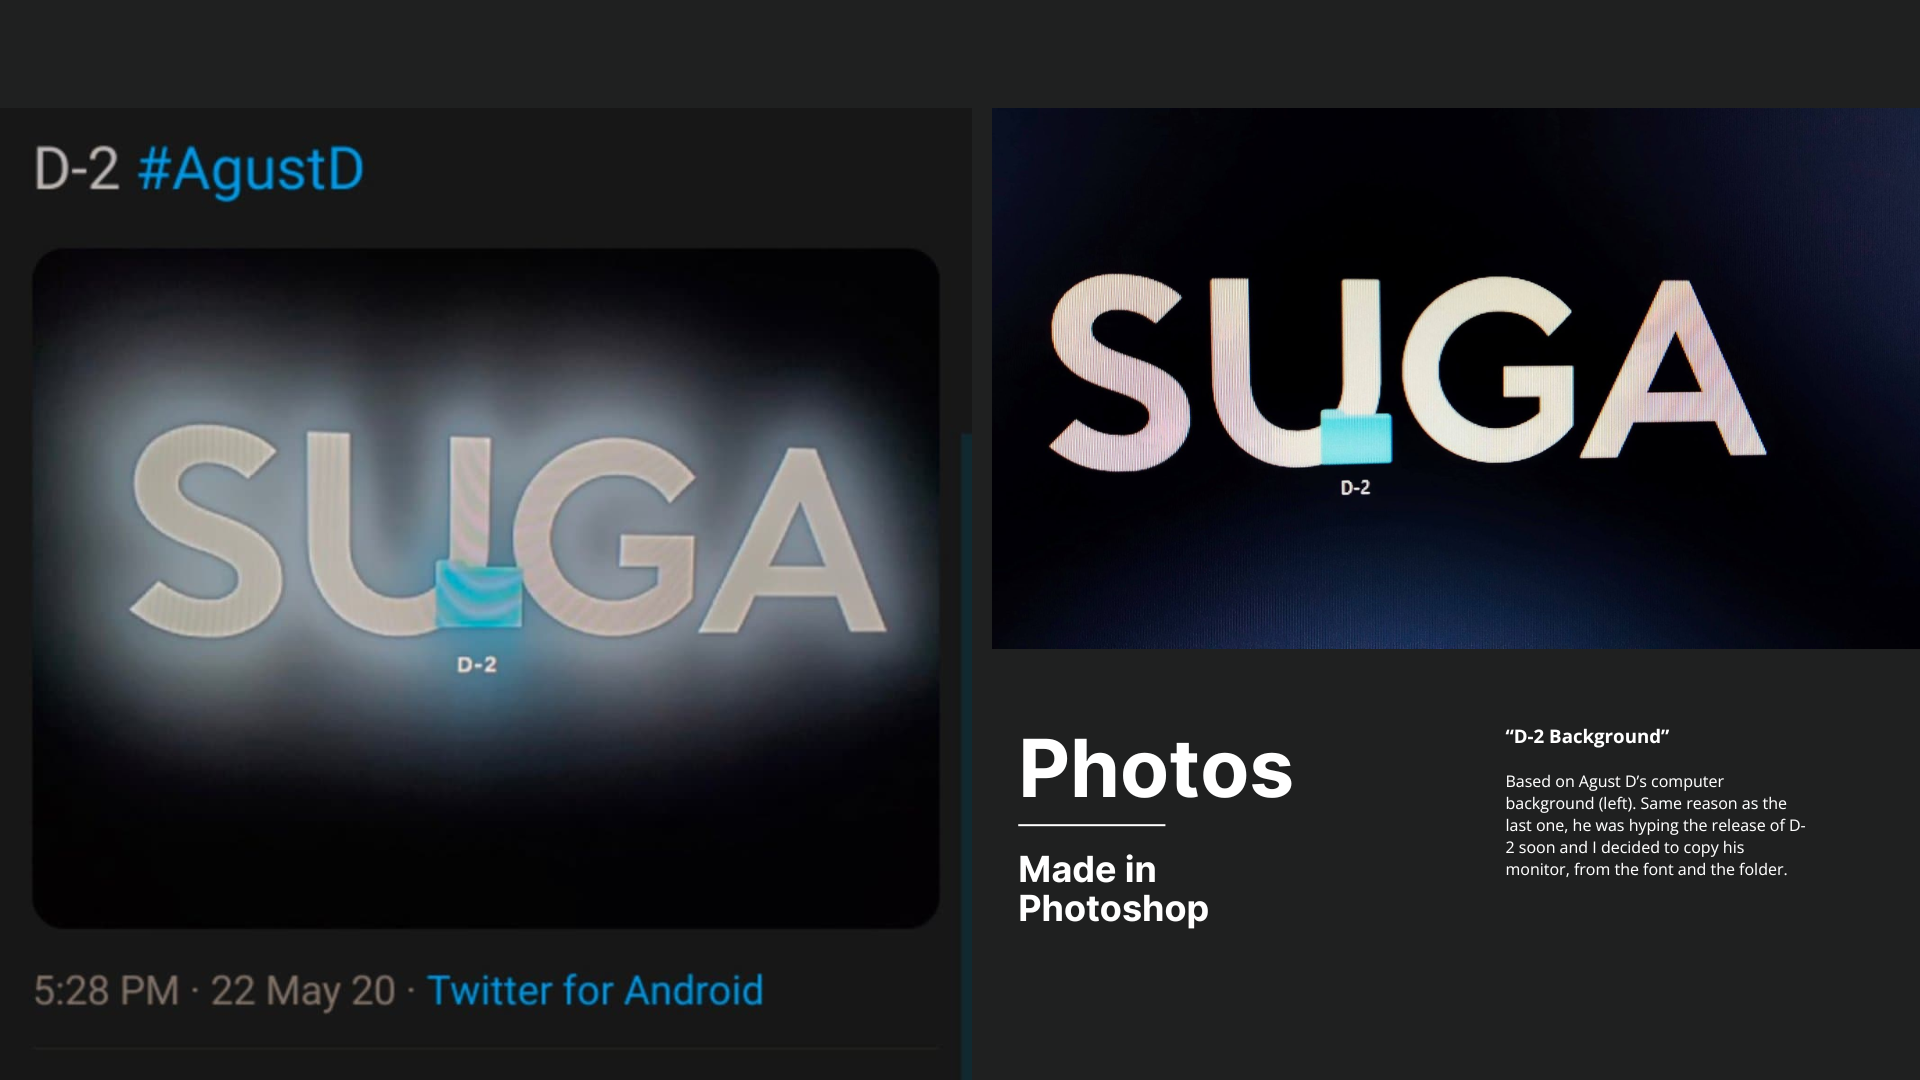 D-2 #AgustD
SUGA
D-2
5:28 PM · 22 May 20 · Twitter for Android
SUGA
D-2
Photos
Made in
Photoshop
“D-2 Background”
Based on Agust D’s computer
background (left). Same reason as the
last one, he was hyping the release of D-
2 soon and I decided to copy his
monitor, from the font and the folder.